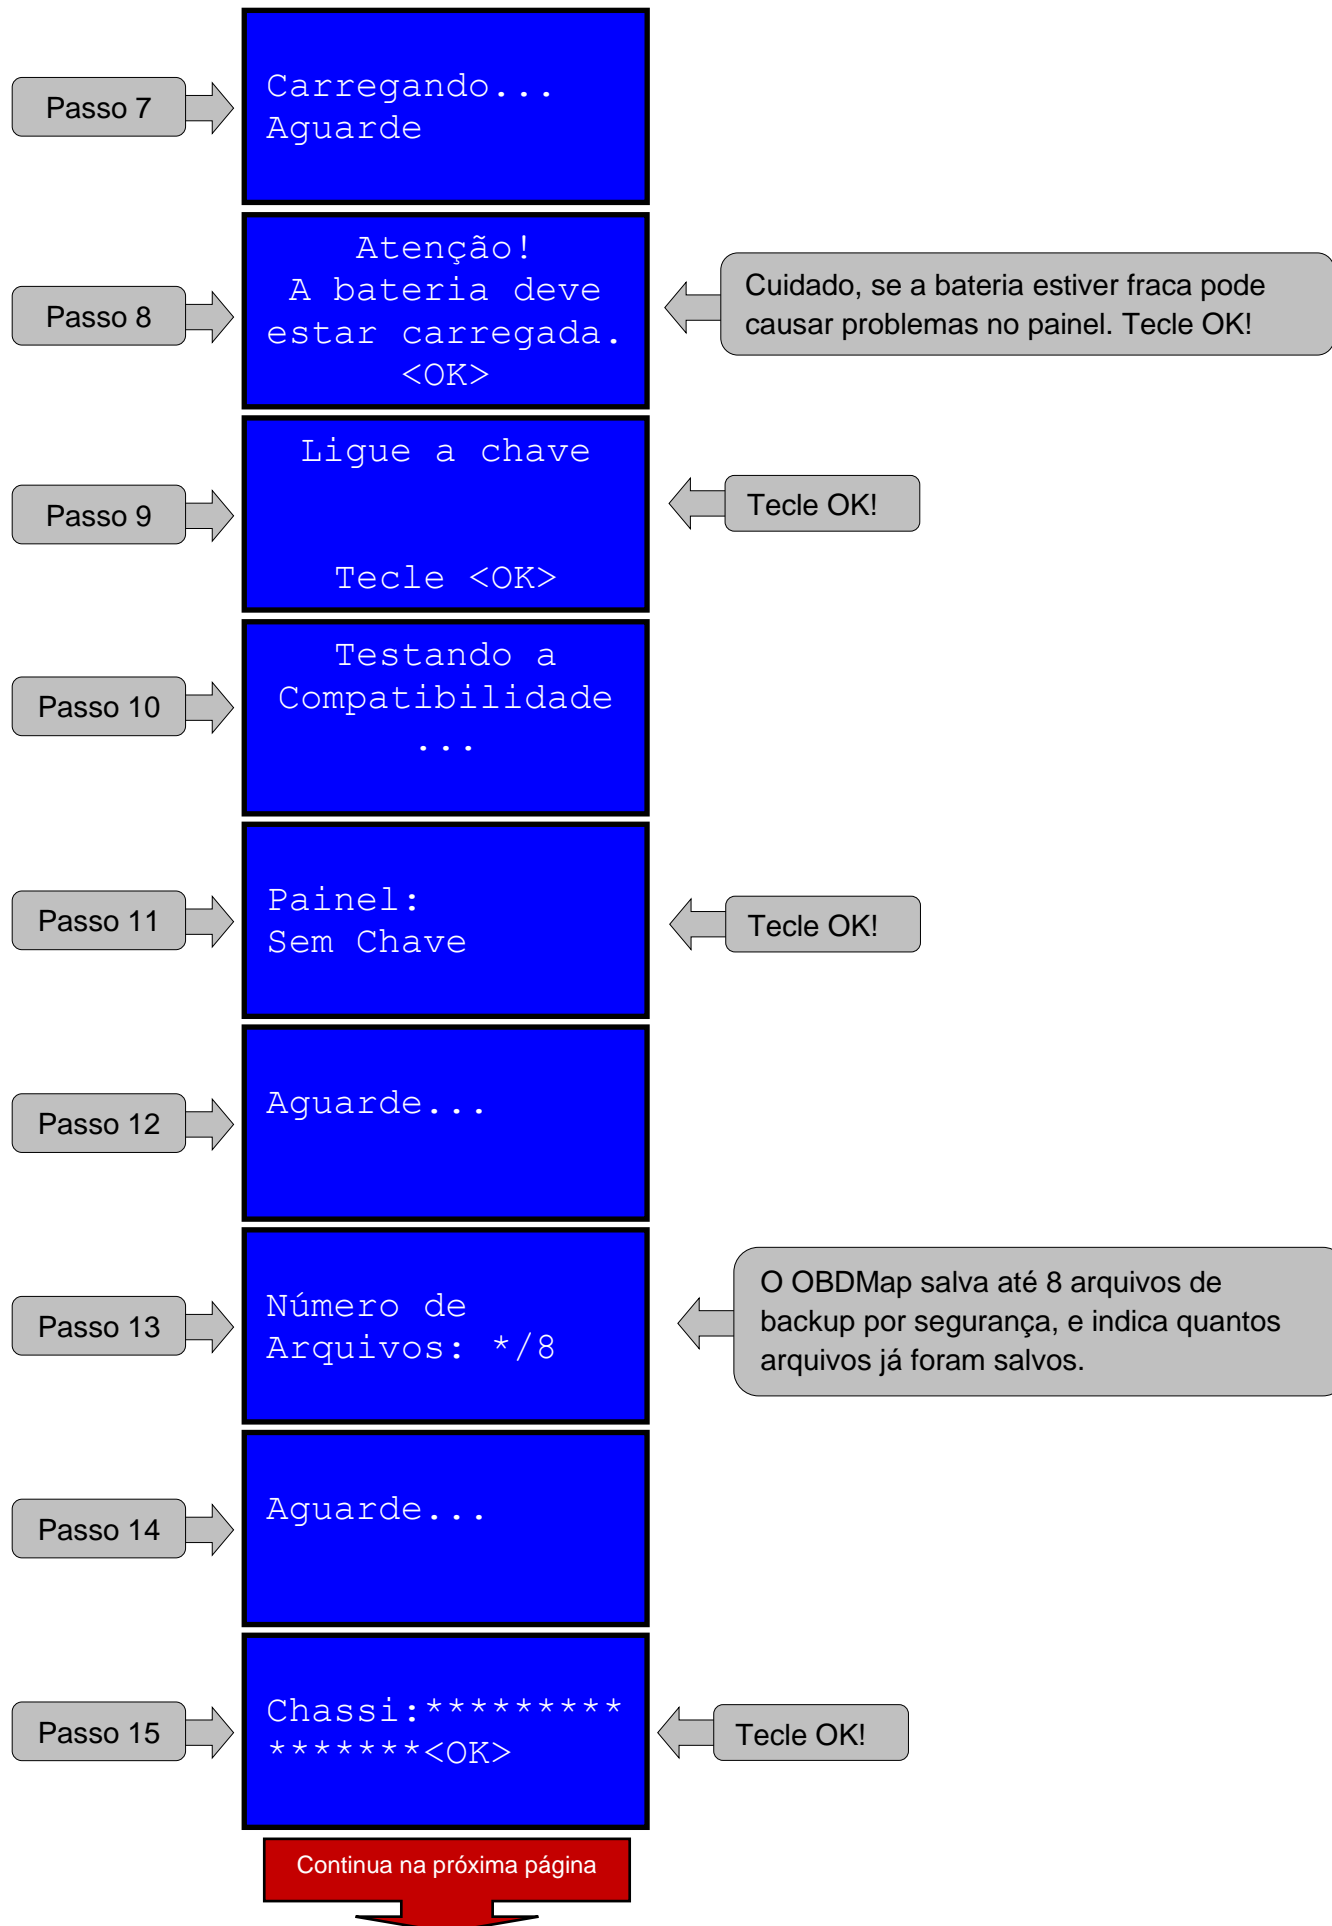 Passo 7
Carregando...
Aguarde
Passo 8
Atenção!
A bateria deve
estar carregada.
<OK>
Cuidado, se a bateria estiver fraca pode
causar problemas no painel. Tecle OK!
Passo 9
Ligue a chave
Tecle <OK>
Tecle OK!
Passo 10
Testando a
Compatibilidade
...
Passo 11
Painel:
Sem Chave
Tecle OK!
Passo 12
Aguarde...
Passo 13
Número de
Arquivos: */8
O OBDMap salva até 8 arquivos de
backup por segurança, e indica quantos
arquivos já foram salvos.
Passo 14
Aguarde...
Passo 15
Chassi:*********
*******<OK>
Tecle OK!
Continua na próxima página